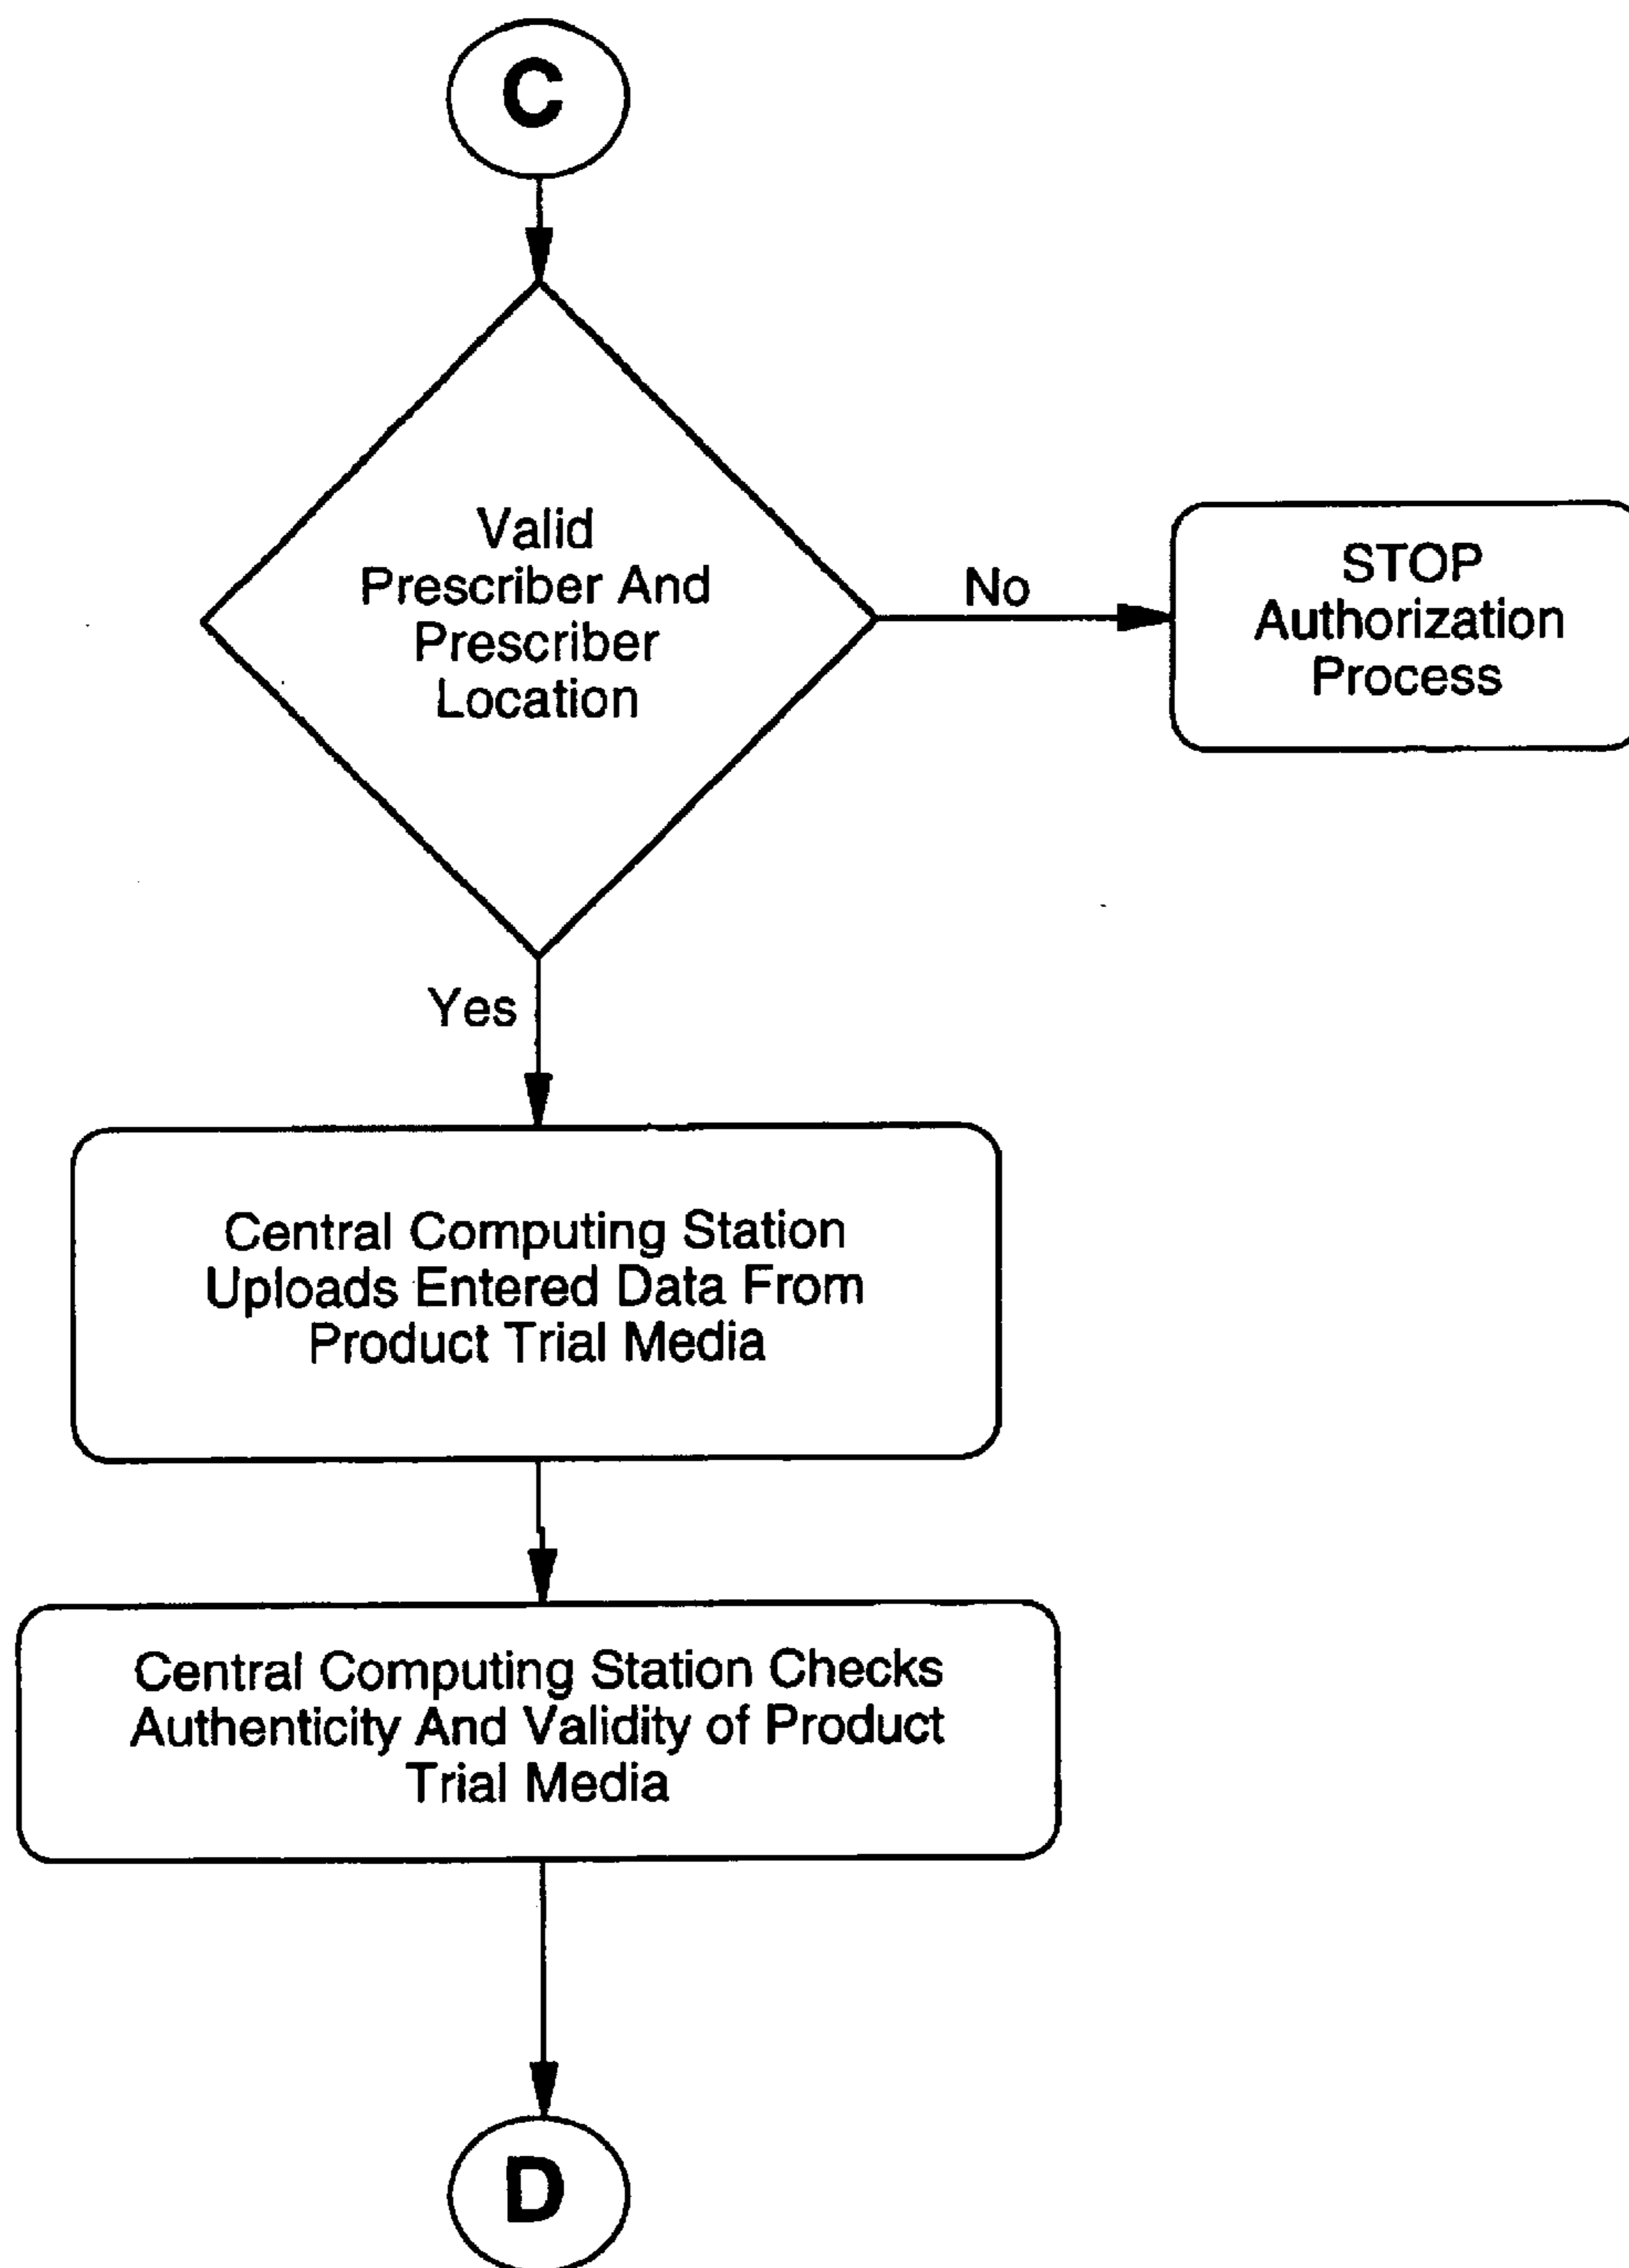 C
Valid
Prescriber And
Prescriber
Location
No
STOP
Authorization
Process
Yes
Central Computing Station
Uploads Entered Data From
Product Trial Media
Central Computing Station Checks
Authenticity And Validity of Product
Trial Media
D